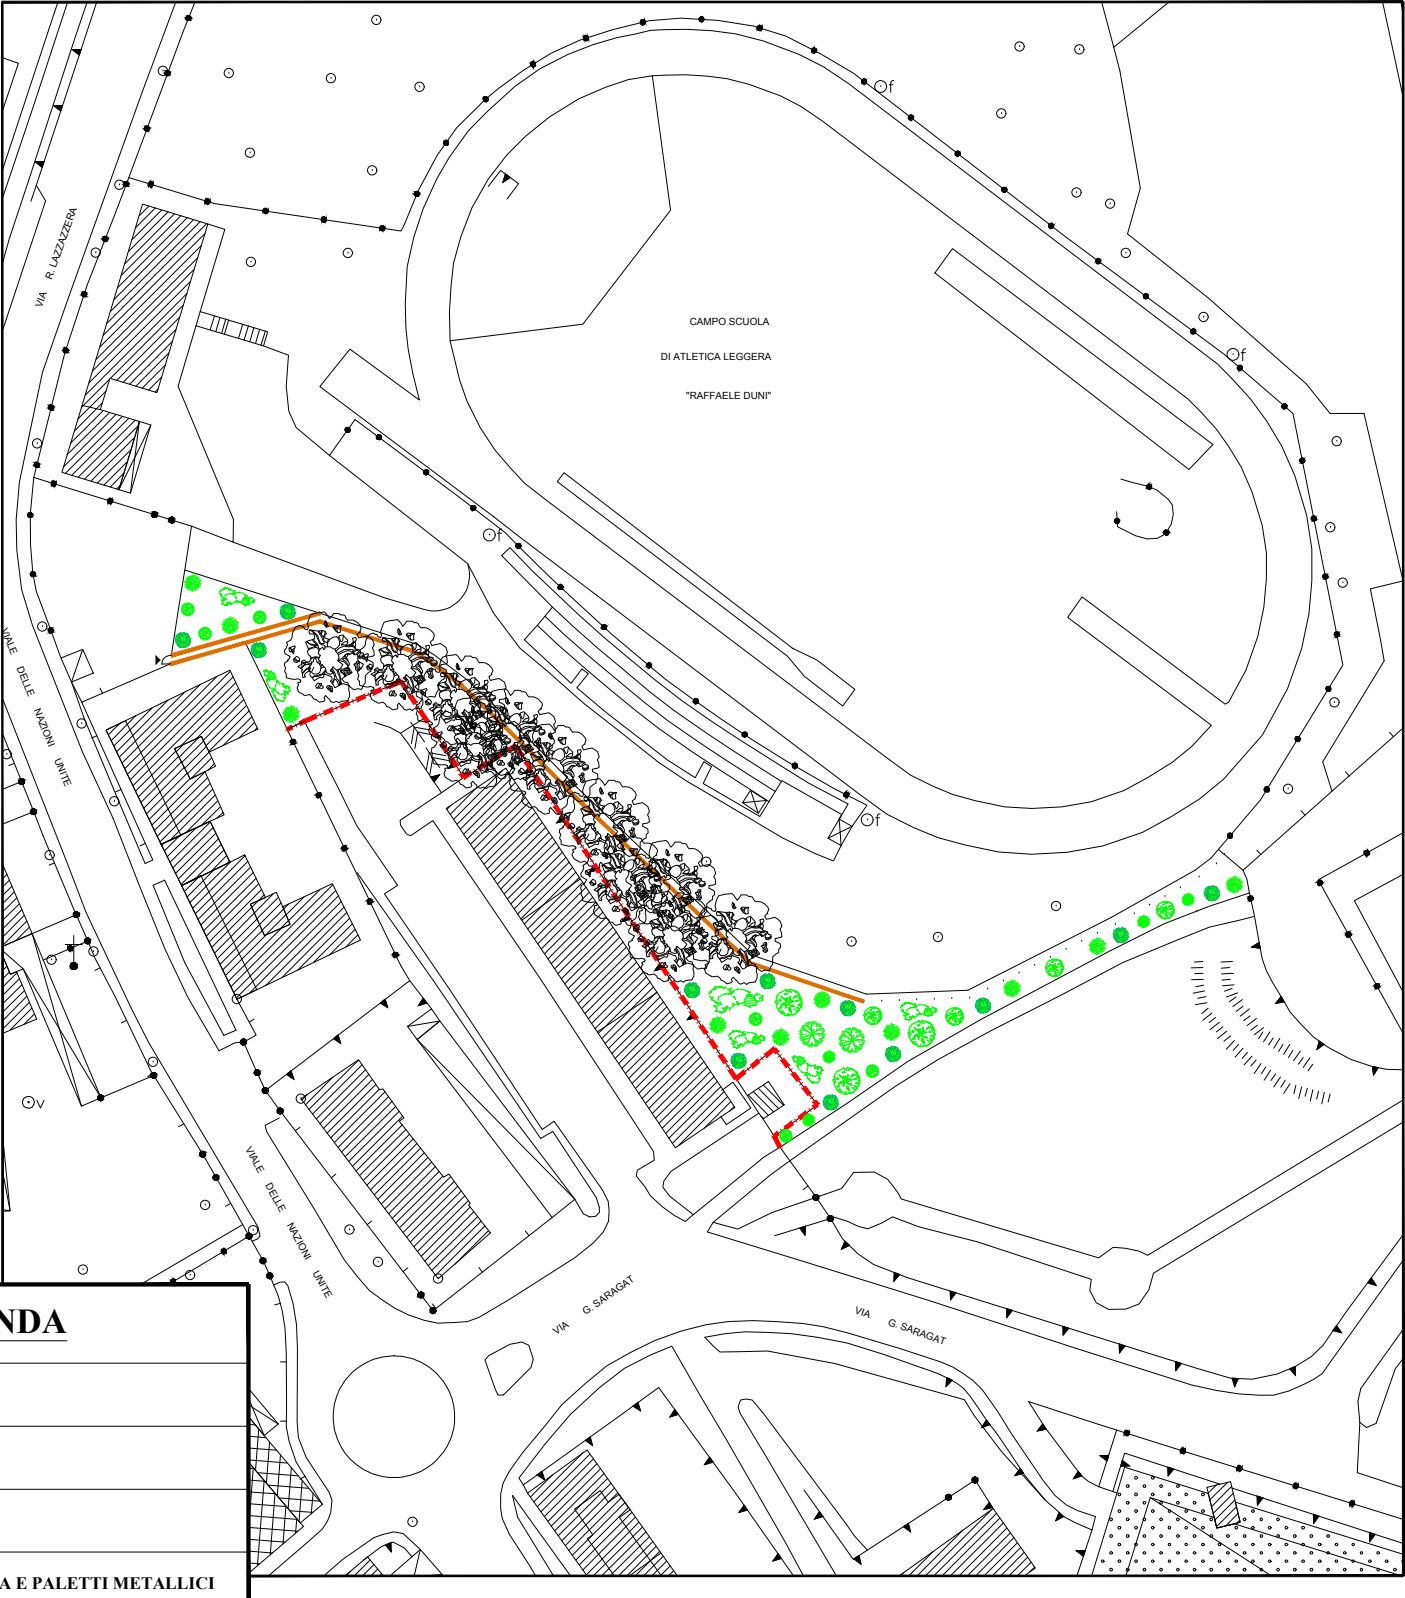 VIA R. LAZZAZZERA
CAMPO SCUOLA
DI ATLETICA LEGGERA
"RAFFAELE DUNI"
f
f
f
f
VIALE DELLE NAZIONI UNITE
v
VIALE DELLE NAZIONI UNITE
VIA G. SARAGAT
VIA G. SARAGAT
NDA
A E PALETTI METALLICI